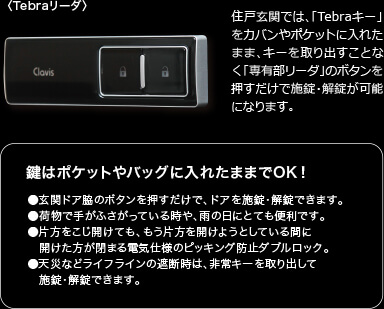 〈Tebraリーダ〉
Clavis
住戸玄関では、「Tebraキー」
をカバンやポケットに入れた
まま、キーを取り出すことな
く「専有部リーダ」のボタンを
押すだけで施錠・解錠が可能
になります。
鍵はポケットやバッグに入れたままでOK！
●玄関ドア脇のボタンを押すだけで、ドアを施錠・解錠できます。
●荷物で手がふさがっている時や、雨の日にとても便利です。
●片方をこじ開けても、もう片方を開けようとしている間に
開けた方が閉まる電気仕様のピッキング防止ダブルロック。
●天災などライフラインの遮断時は、非常キーを取り出して
施錠・解錠できます。